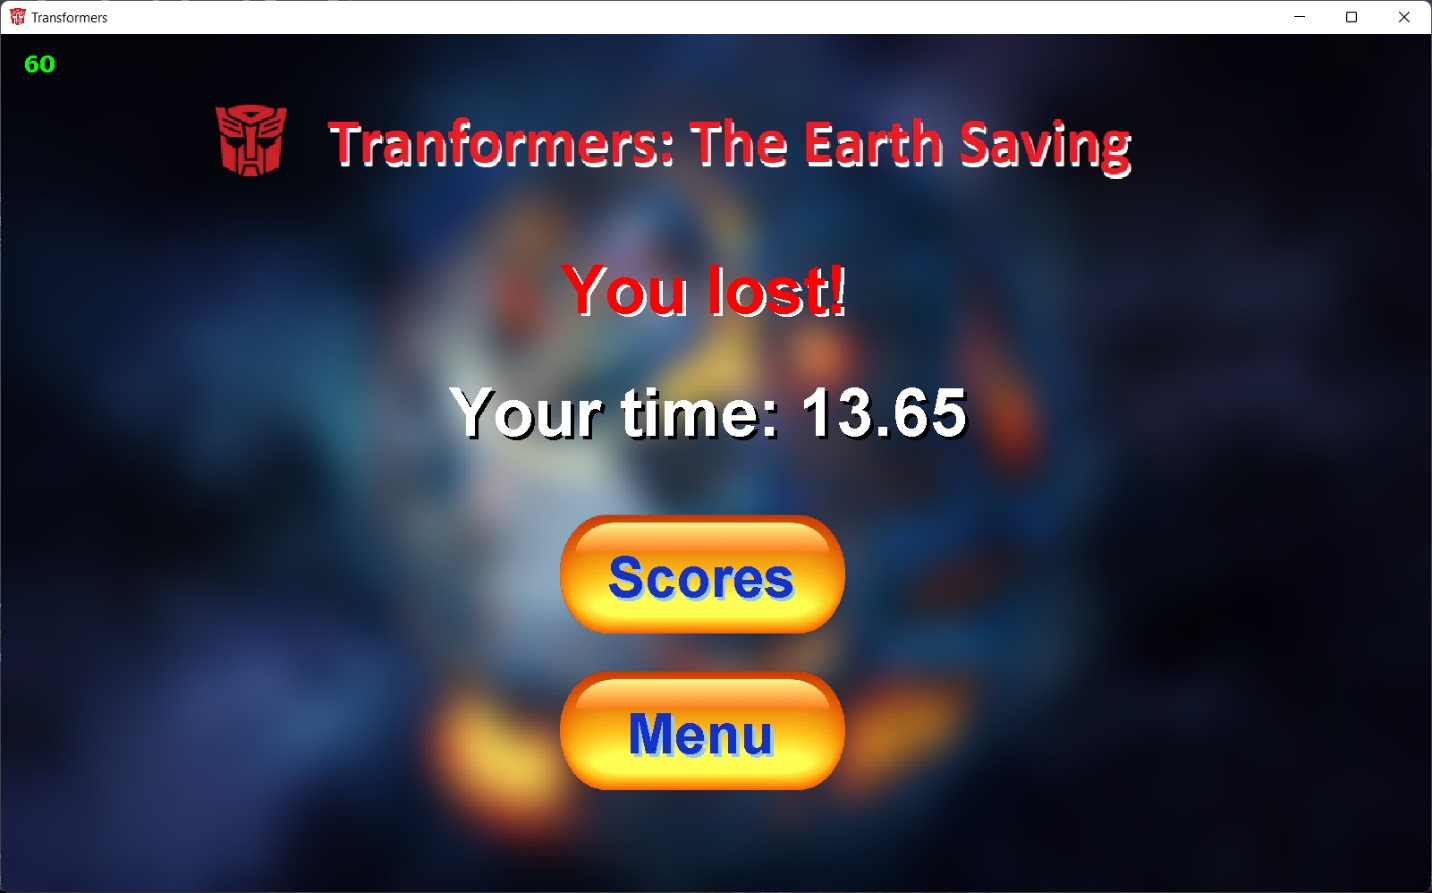 Transformers
60
Tranformers: The Earth Saving
You lost!
Your time: 13.65
Scores
Menu